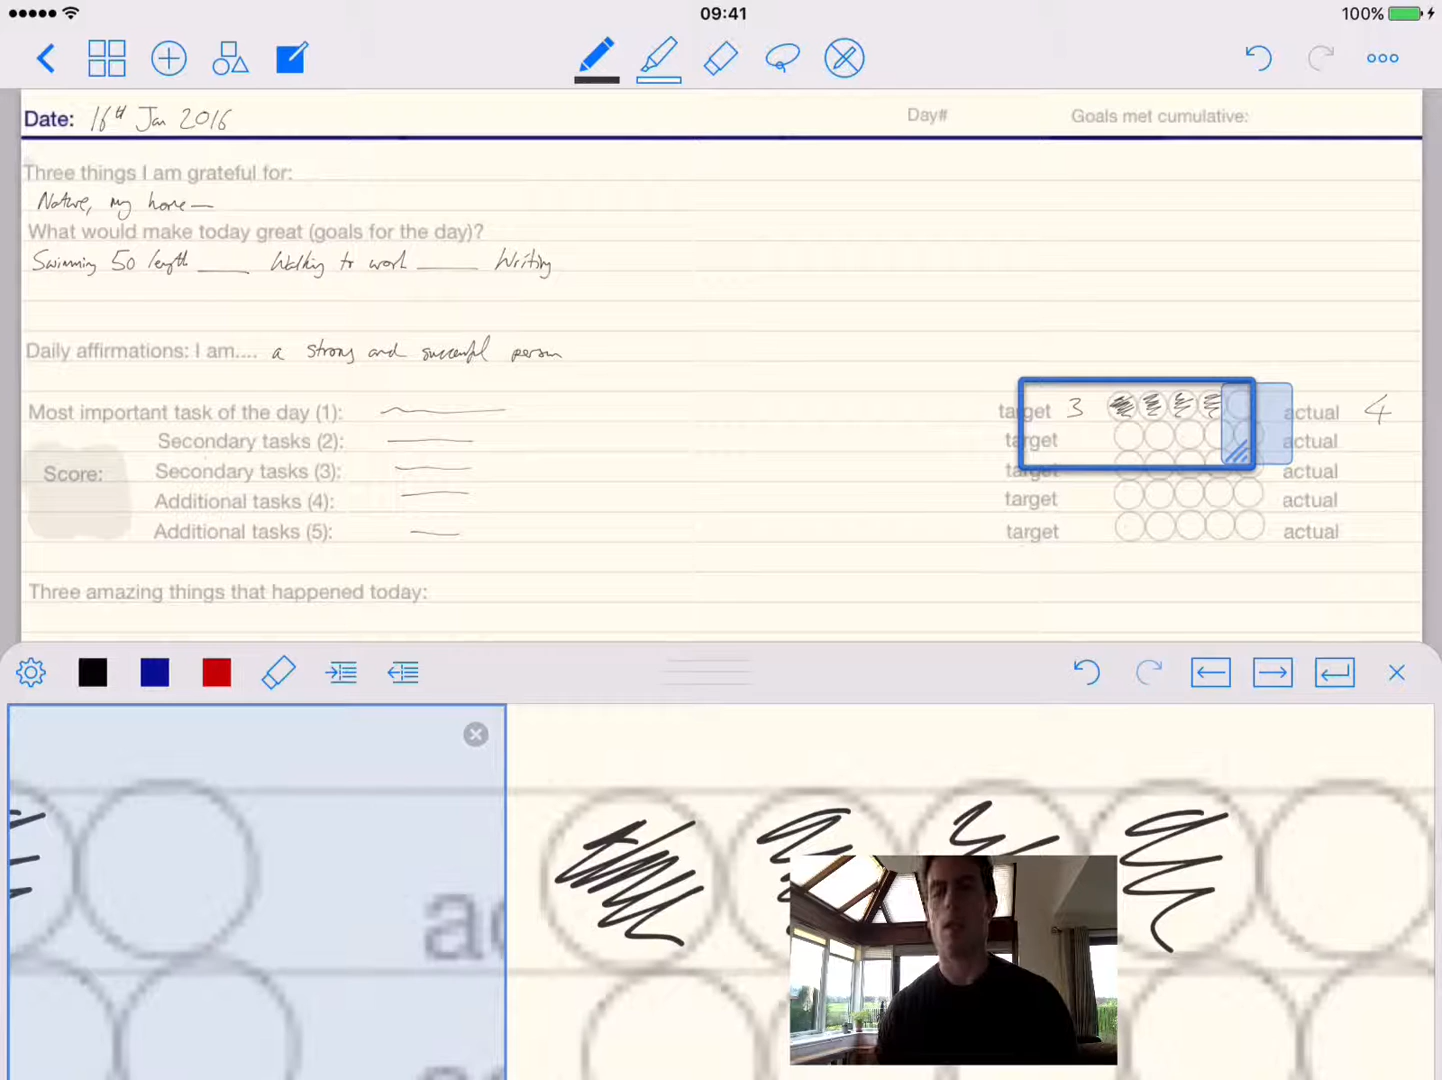 09:41
100%
Date: 16th Jan 2016
Day#
Goals met cumulative:
Three things I am grateful for:
Nature, my home
What would make today great (goals for the day)?
Swimming 50 length Walking to work Writing
Daily affirmations: I am.... a strong and successful person
Most important task of the day (1): target 3 actual 4
Secondary tasks (2): target actual
Score:
Secondary tasks (3): target actual
Additional tasks (4): target actual
Additional tasks (5): target actual
Three amazing things that happened today: